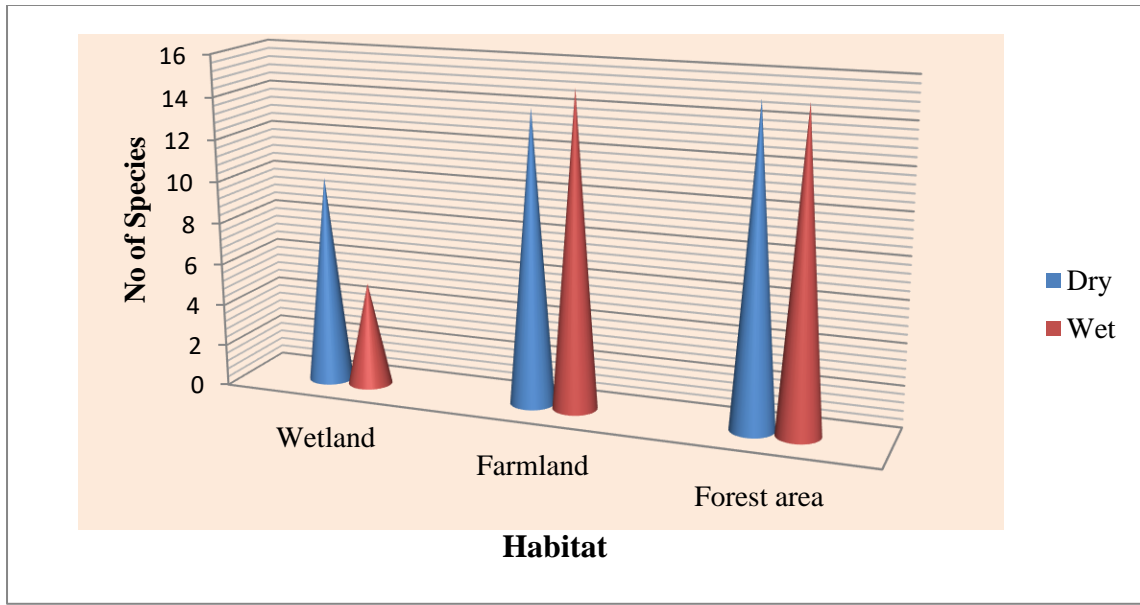 No of Species
16
14
12
10
8
6
4
2
0
Wetland
Farmland
Forest area
Habitat
Dry
Wet